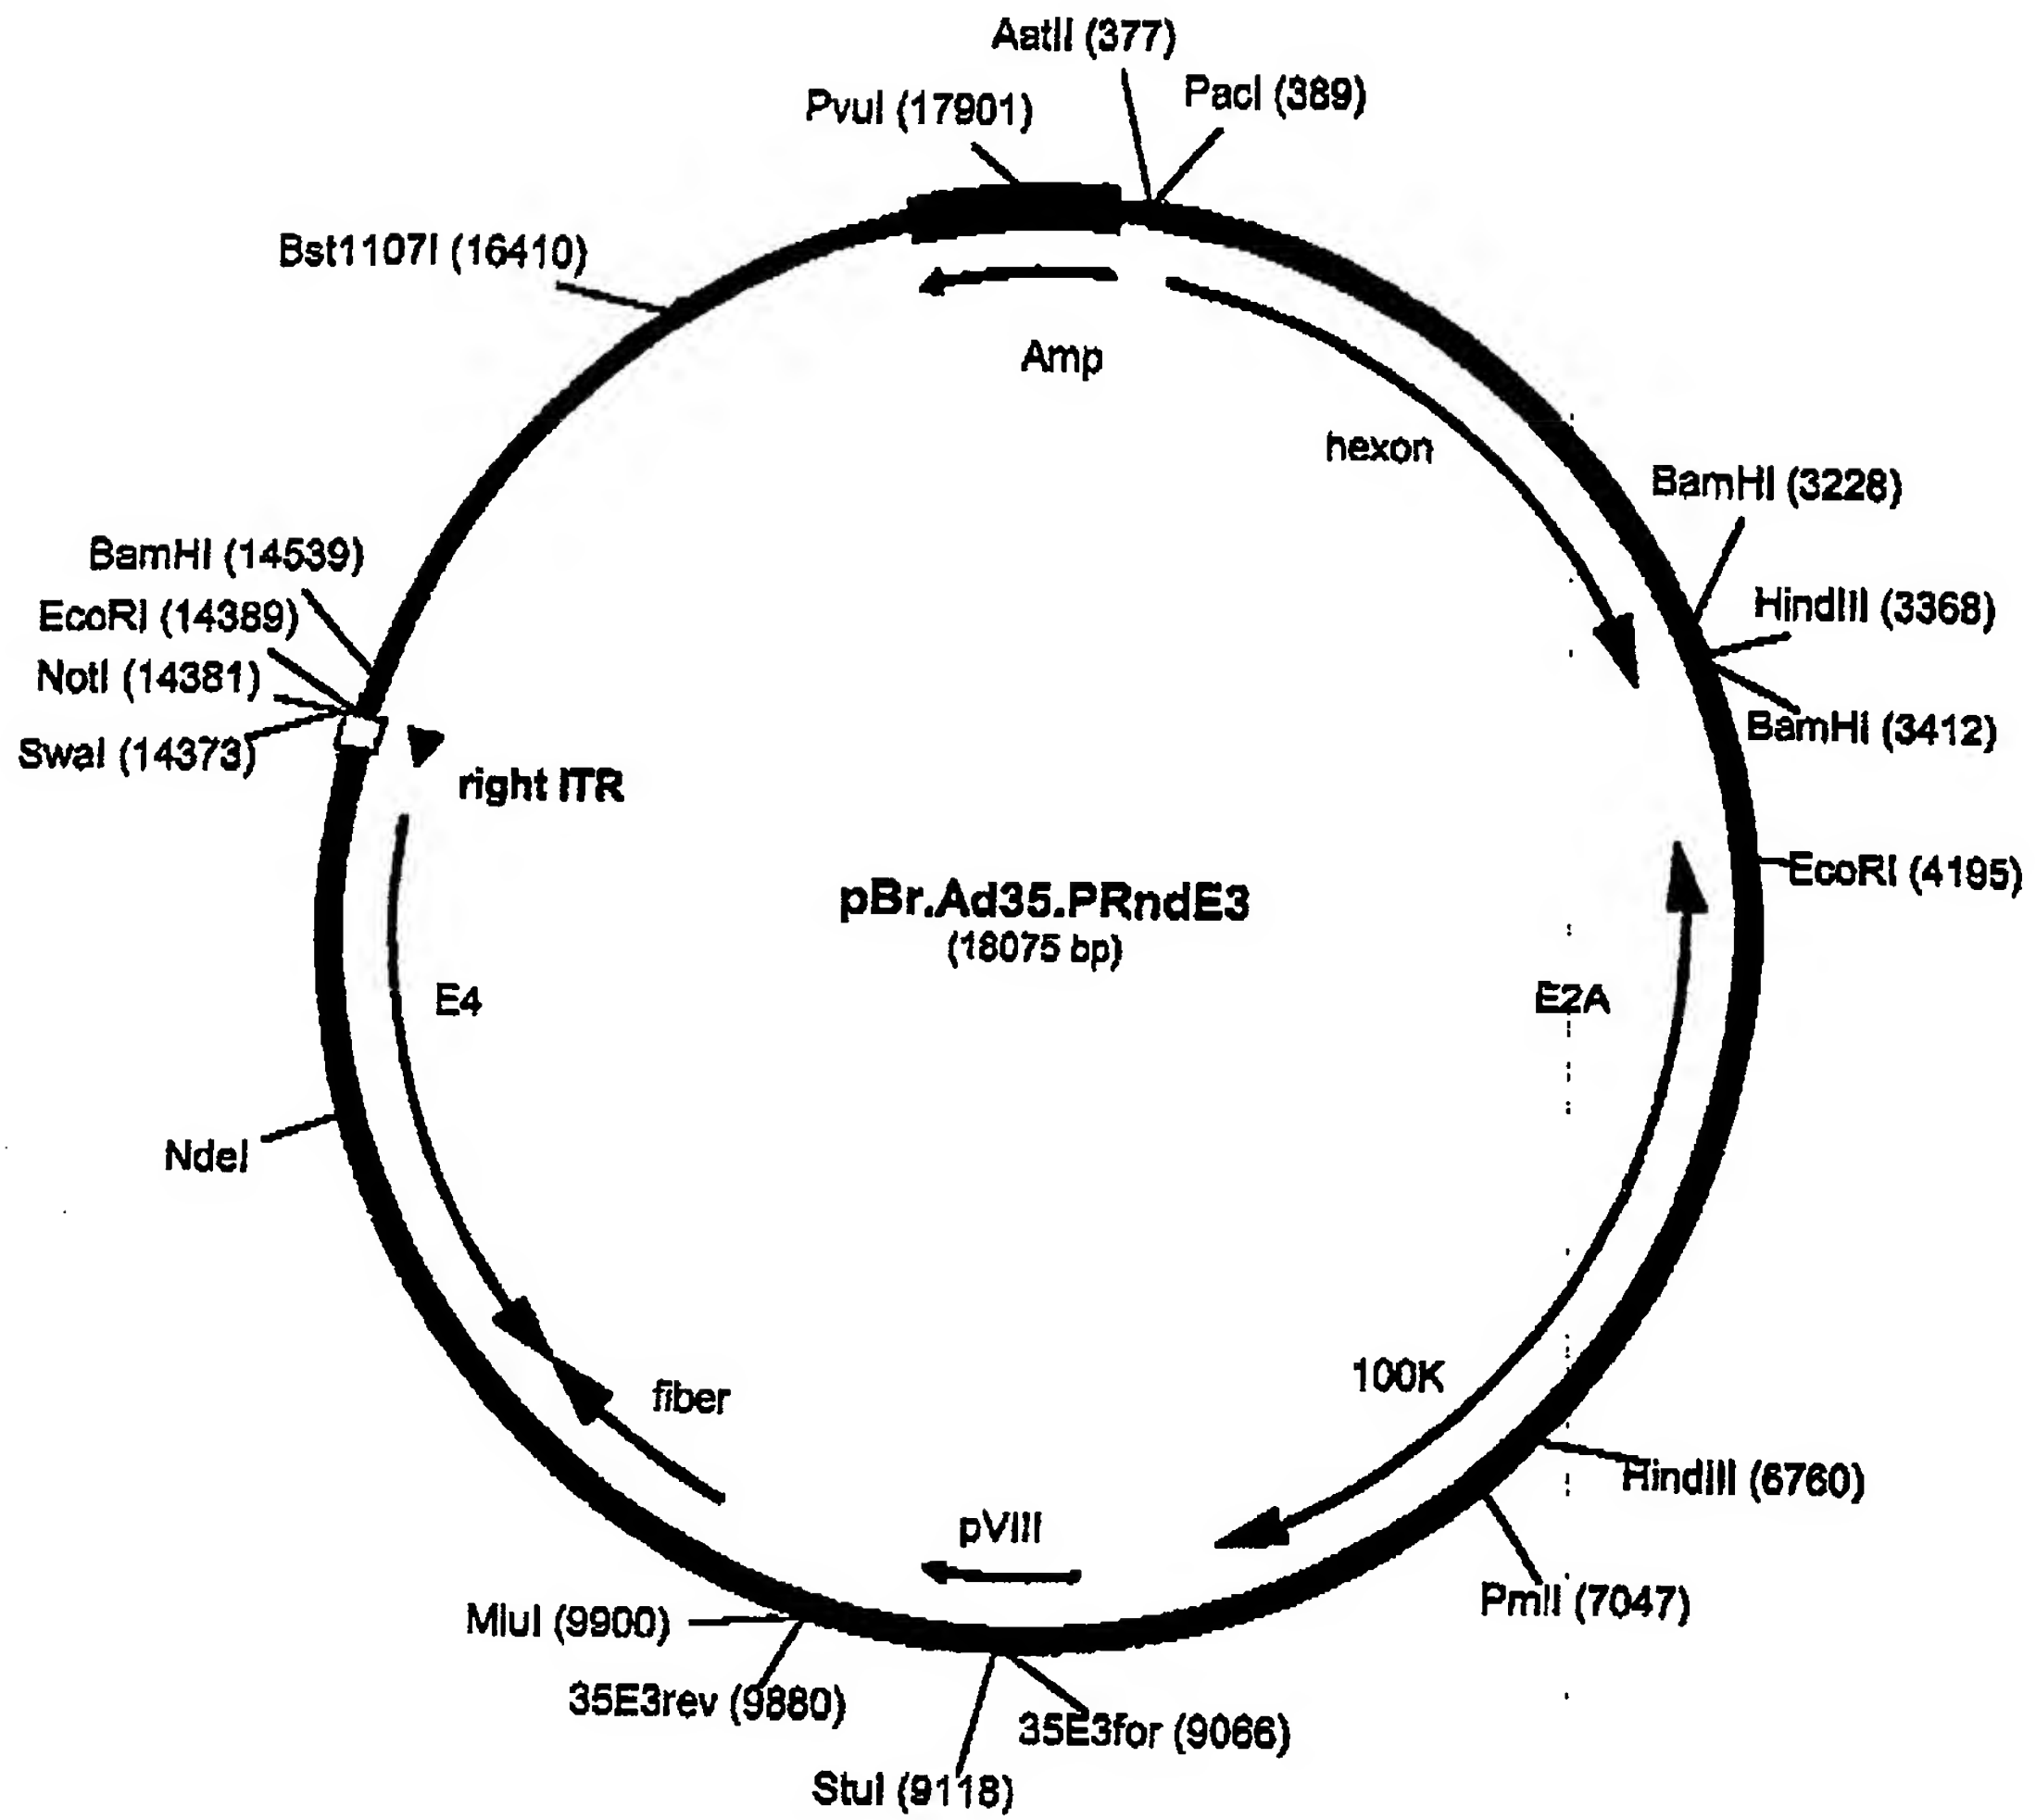 AatII (377)
PacI (389)
PvuI (17901)
Bst1107I (16410)
Amp
hexon
BamHI (3228)
BamHI (14539)
HindIII (3368)
EcoRI (14389)
NotI (14381)
BamHI (3412)
SwaI (14373)
right ITR
EcoRI (4195)
pBr.Ad35.PRndE3
(18075 bp)
E4
E2A
NdeI
100K
fiber
HindIII (6760)
pVIII
PmlI (7047)
MluI (9900)
35E3rev (9880)
35E3for (9066)
StuI (9118)